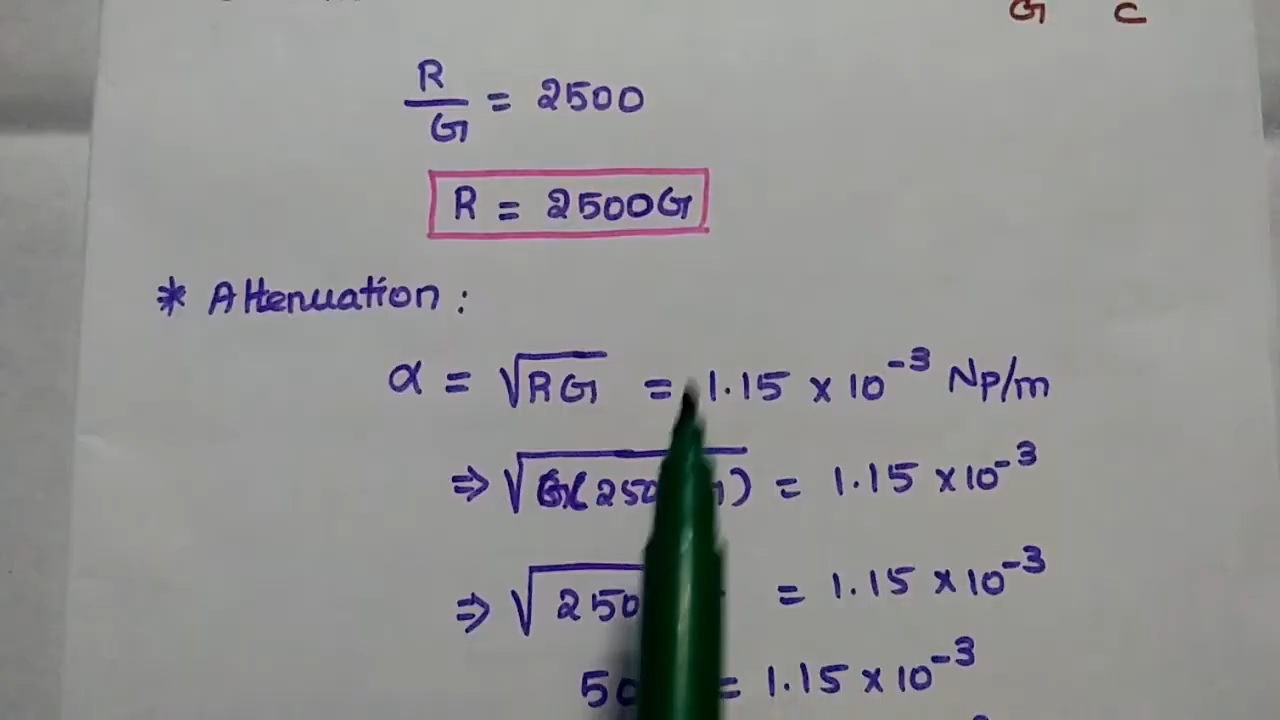 G C
R/G = 2500
R = 2500G
* Attenuation :
α = √RG = 1.15 × 10⁻³ Np/m
⇒ √G(250 ) = 1.15 × 10⁻³
⇒ √250 = 1.15 × 10⁻³
50 = 1.15 × 10⁻³